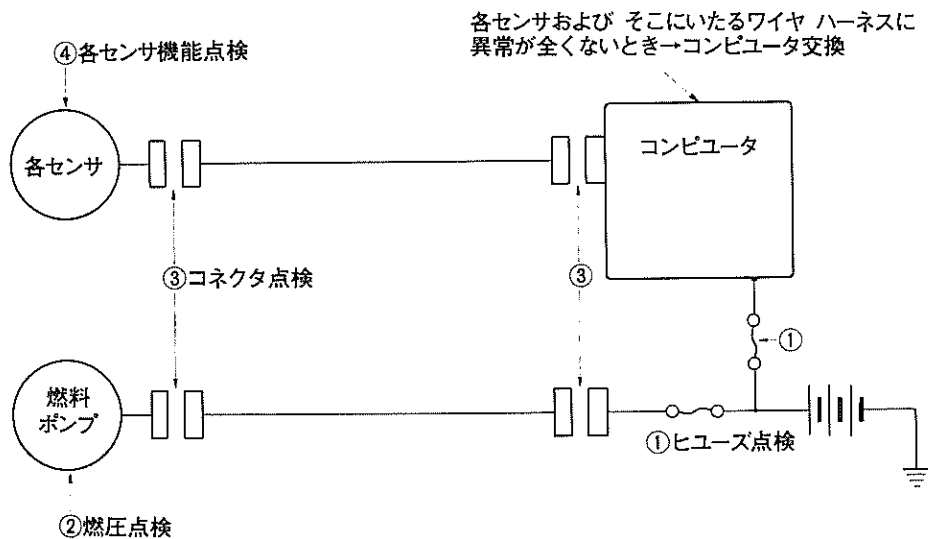 各センサおよび そこにいたるワイヤ ハーネスに
異常が全くないとき→コンピユータ交換
④各センサ機能点検
各センサ
コンピユータ
③コネクタ点検
③
①
燃料
ポンプ
①ヒユーズ点検
②燃圧点検